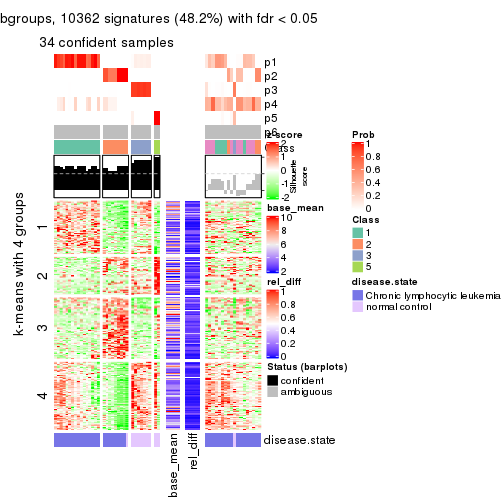 bgroups, 10362 signatures (48.2%) with fdr < 0.05
34 confident samples
p1
p2
p3
p4
p5
p6
z-score
Class
2
1
0
-1
-2
Silhouette
score
k-means with 4 groups
1
2
3
4
base_mean
10
8
6
4
2
rel_diff
1
0.8
0.6
0.4
0.2
0
Status (barplots)
confident
ambiguous
Prob
1
0.8
0.6
0.4
0.2
0
Class
1
2
3
5
disease.state
Chronic lymphocytic leukemia
normal control
disease.state
base_mean
rel_diff